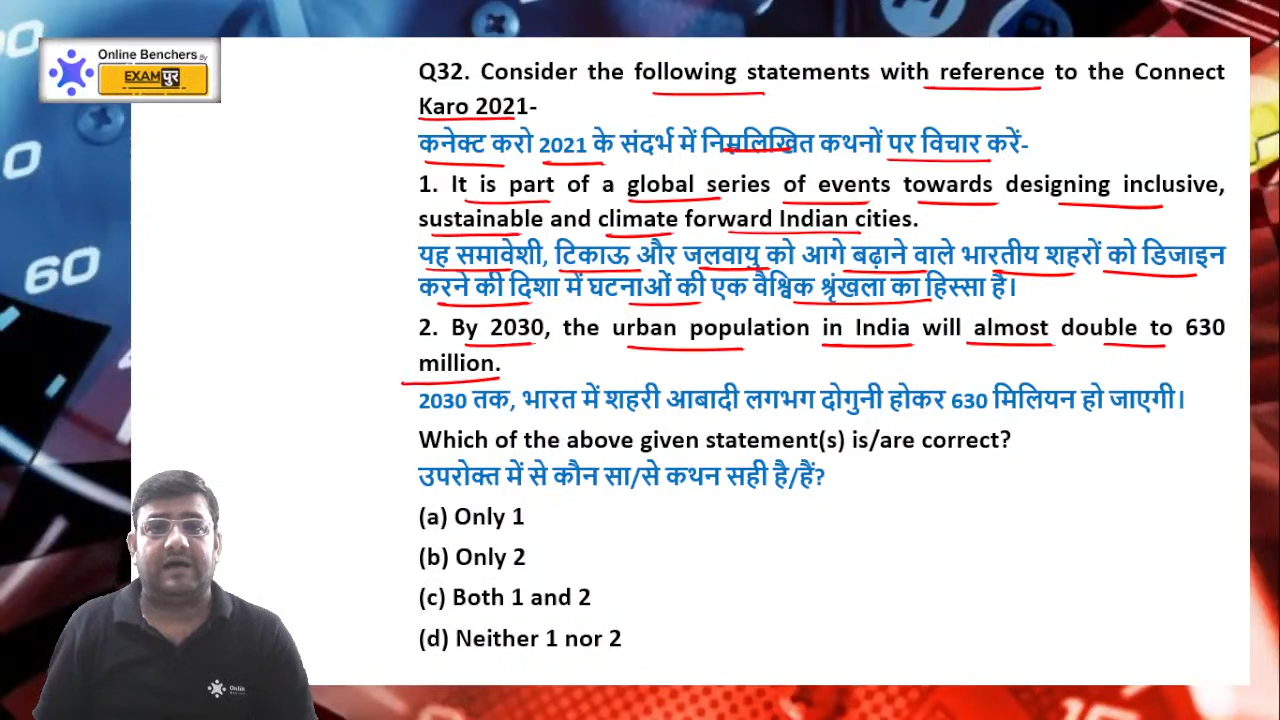 Online Benchers By
EXAMपुर
Q32. Consider the following statements with reference to the Connect
Karo 2021-
कनेक्ट करो 2021 के संदर्भ में निम्नलिखित कथनों पर विचार करें-
1. It is part of a global series of events towards designing inclusive,
sustainable and climate forward Indian cities.
यह समावेशी, टिकाऊ और जलवायु को आगे बढ़ाने वाले भारतीय शहरों को डिजाइन
करने की दिशा में घटनाओं की एक वैश्विक श्रृंखला का हिस्सा है।
2. By 2030, the urban population in India will almost double to 630
million.
2030 तक, भारत में शहरी आबादी लगभग दोगुनी होकर 630 मिलियन हो जाएगी।
Which of the above given statement(s) is/are correct?
उपरोक्त में से कौन सा/से कथन सही है/हैं?
(a) Only 1
(b) Only 2
(c) Both 1 and 2
(d) Neither 1 nor 2
0
60